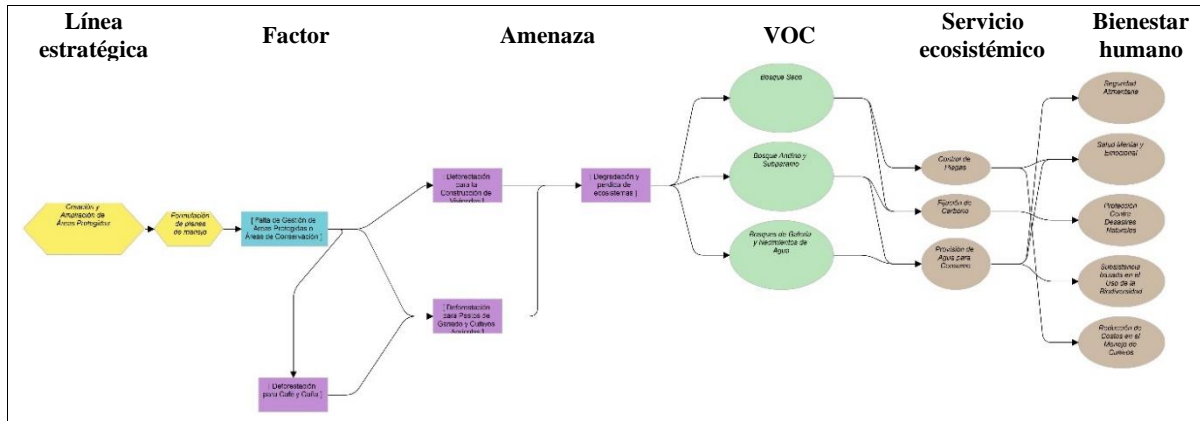 Línea
estratégica
Factor
Amenaza
VOC
Servicio
ecosistémico
Bienestar
humano
Creación y
Ampliación de
Áreas Protegidas
Formulación
de planes
de manejo
[ Falta de Gestión de
Áreas Protegidas o
Áreas de Conservación ]
[ Deforestación
para Café y Caña ]
[ Deforestación
para la
Construcción de
Viviendas ]
[ Deforestación
para Pastos de
Ganado y Cultivos
Agrícolas ]
[ Degradación y
perdida de
ecosistemas ]
Bosque Seco
Bosque Andino y
Subparamo
Bosques de Galería
y Nacimientos de
Agua
Control de
Plagas
Fijación de
Carbono
Provisión de
Agua para
Consumo
Seguridad
Alimentaria
Salud Mental y
Emocional
Protección
Contra
Desastres
Naturales
Subsistencia
basada en el
Uso de la
Biodiversidad
Reducción de
Costos en el
Manejo de
Cultivos